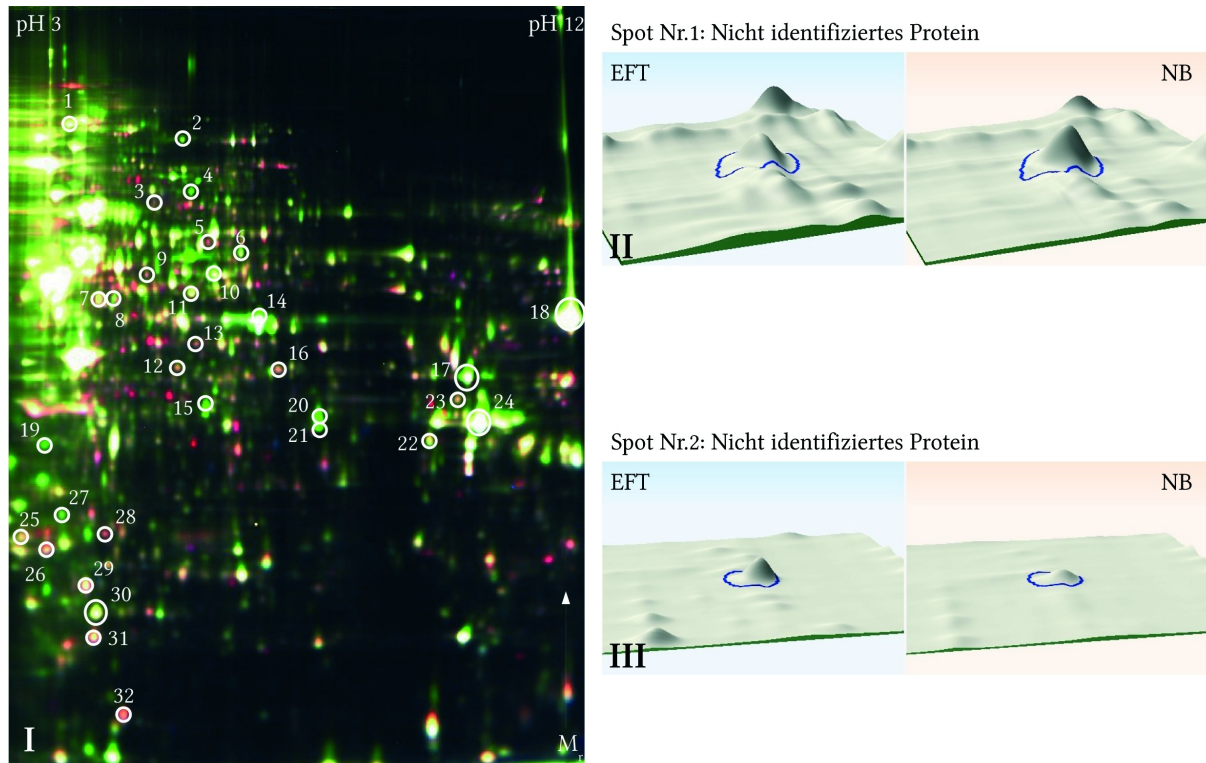 pH 3
pH 12
1
2
3
4
5
6
7
8
9
10
11
12
13
14
15
16
17
18
19
20
21
22
23
24
25
26
27
28
29
30
31
32
I
Mr
Spot Nr.1: Nicht identifiziertes Protein
EFT
NB
II
Spot Nr.2: Nicht identifiziertes Protein
EFT
NB
III